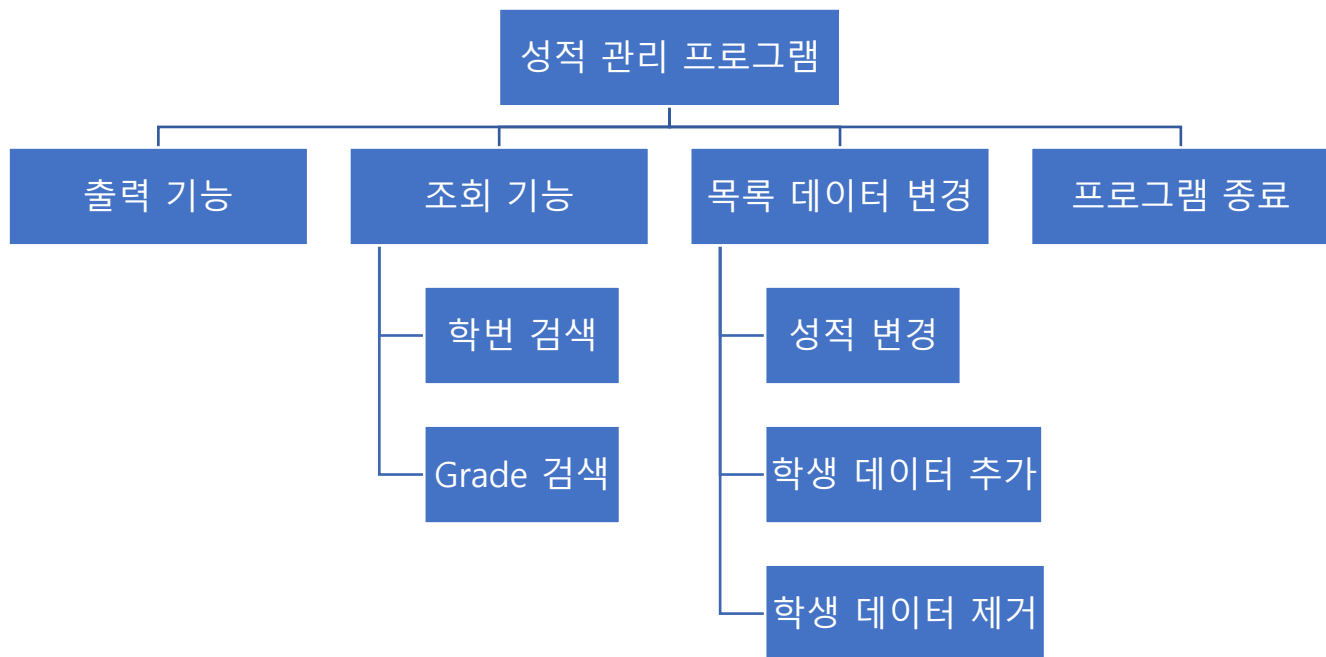 성적 관리 프로그램
출력 기능
조회 기능
목록 데이터 변경
프로그램 종료
학번 검색
성적 변경
Grade 검색
학생 데이터 추가
학생 데이터 제거